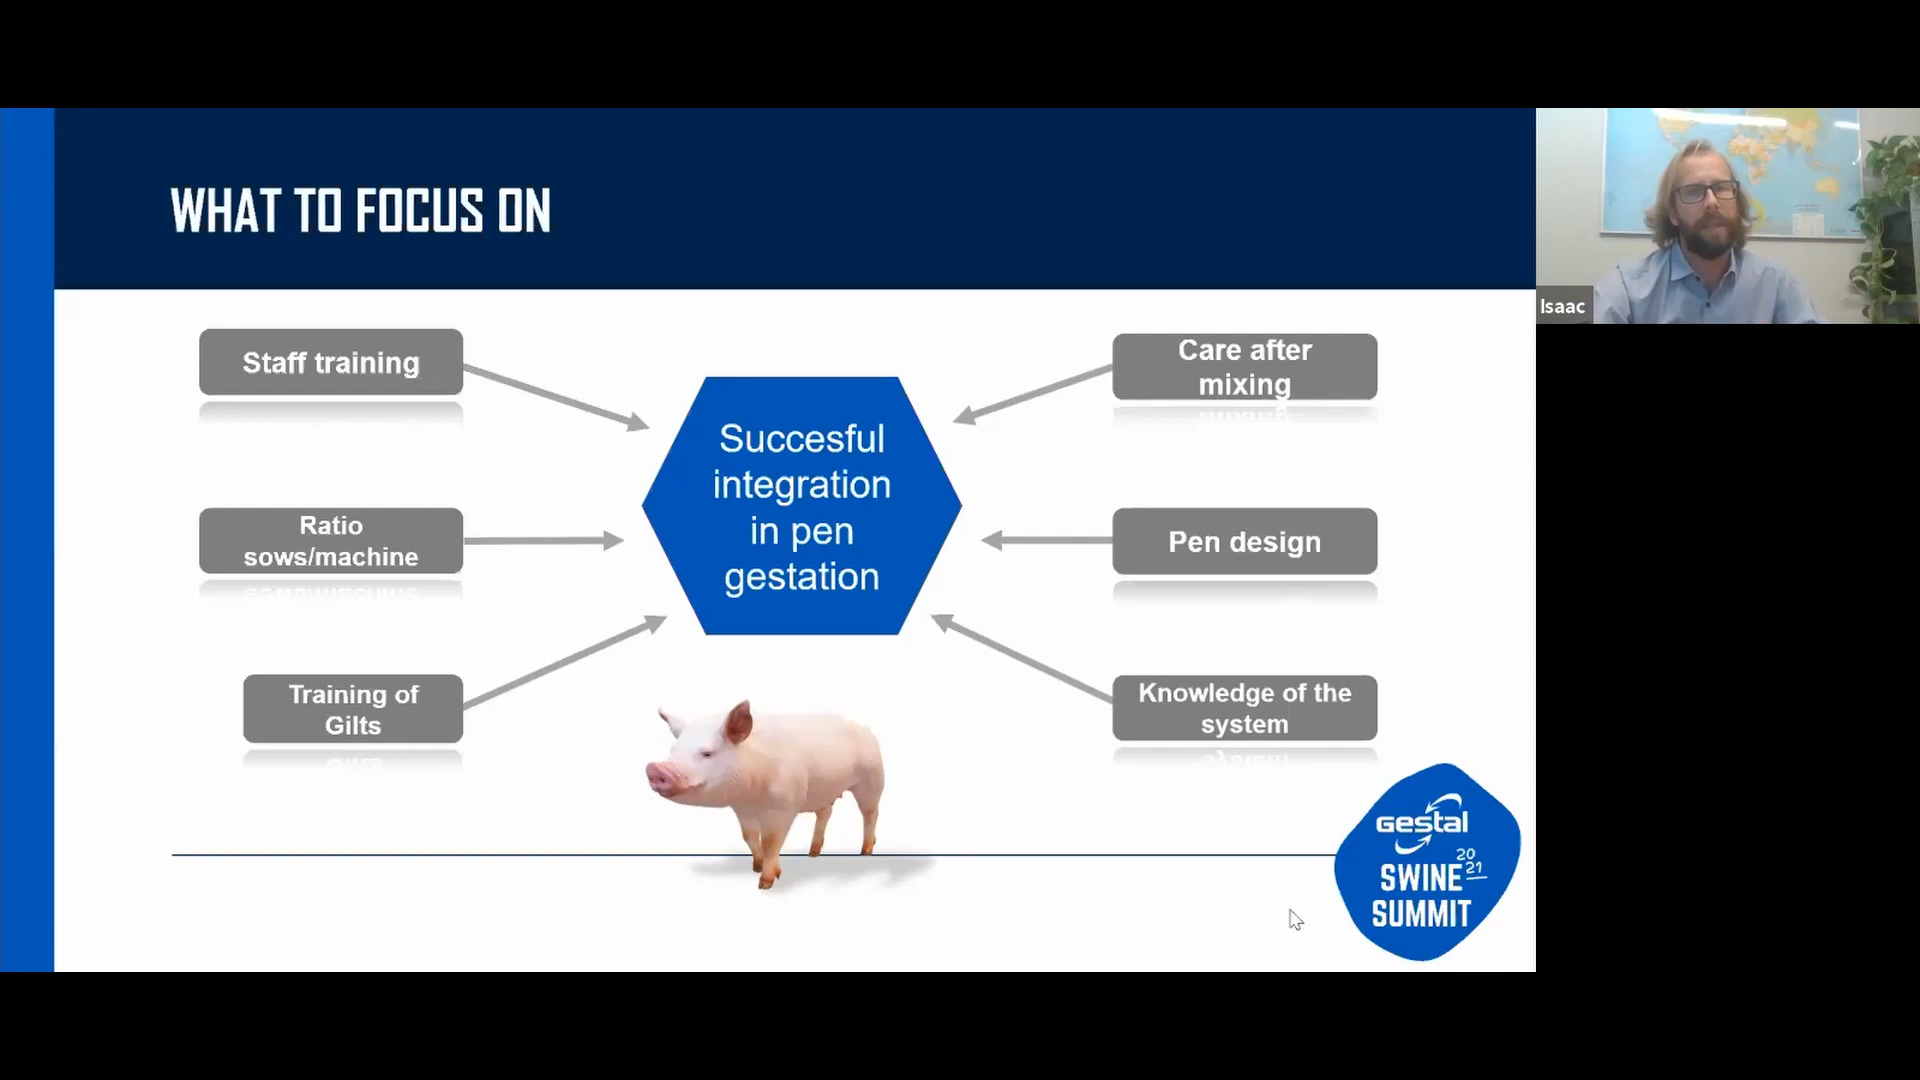 WHAT TO FOCUS ON
Staff training
Ratio
sows/machine
Training of
Gilts
Succesful
integration
in pen
gestation
Care after
mixing
Pen design
Knowledge of the
system
Gestal
20
21
SWINE
SUMMIT
Isaac